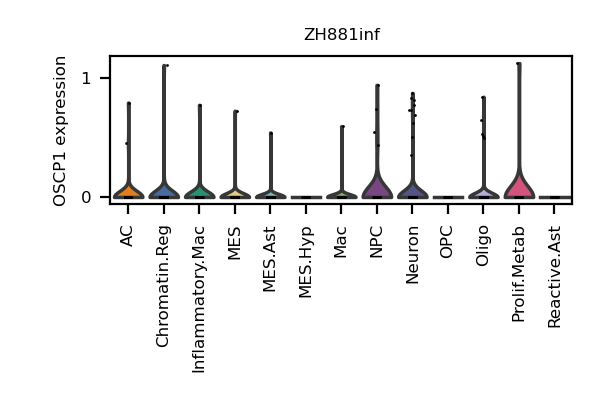 ZH881inf
OSCP1 expression
1
0
AC
Chromatin.Reg
Inflammatory.Mac
MES
MES.Ast
MES.Hyp
Mac
NPC
Neuron
OPC
Oligo
Prolif.Metab
Reactive.Ast